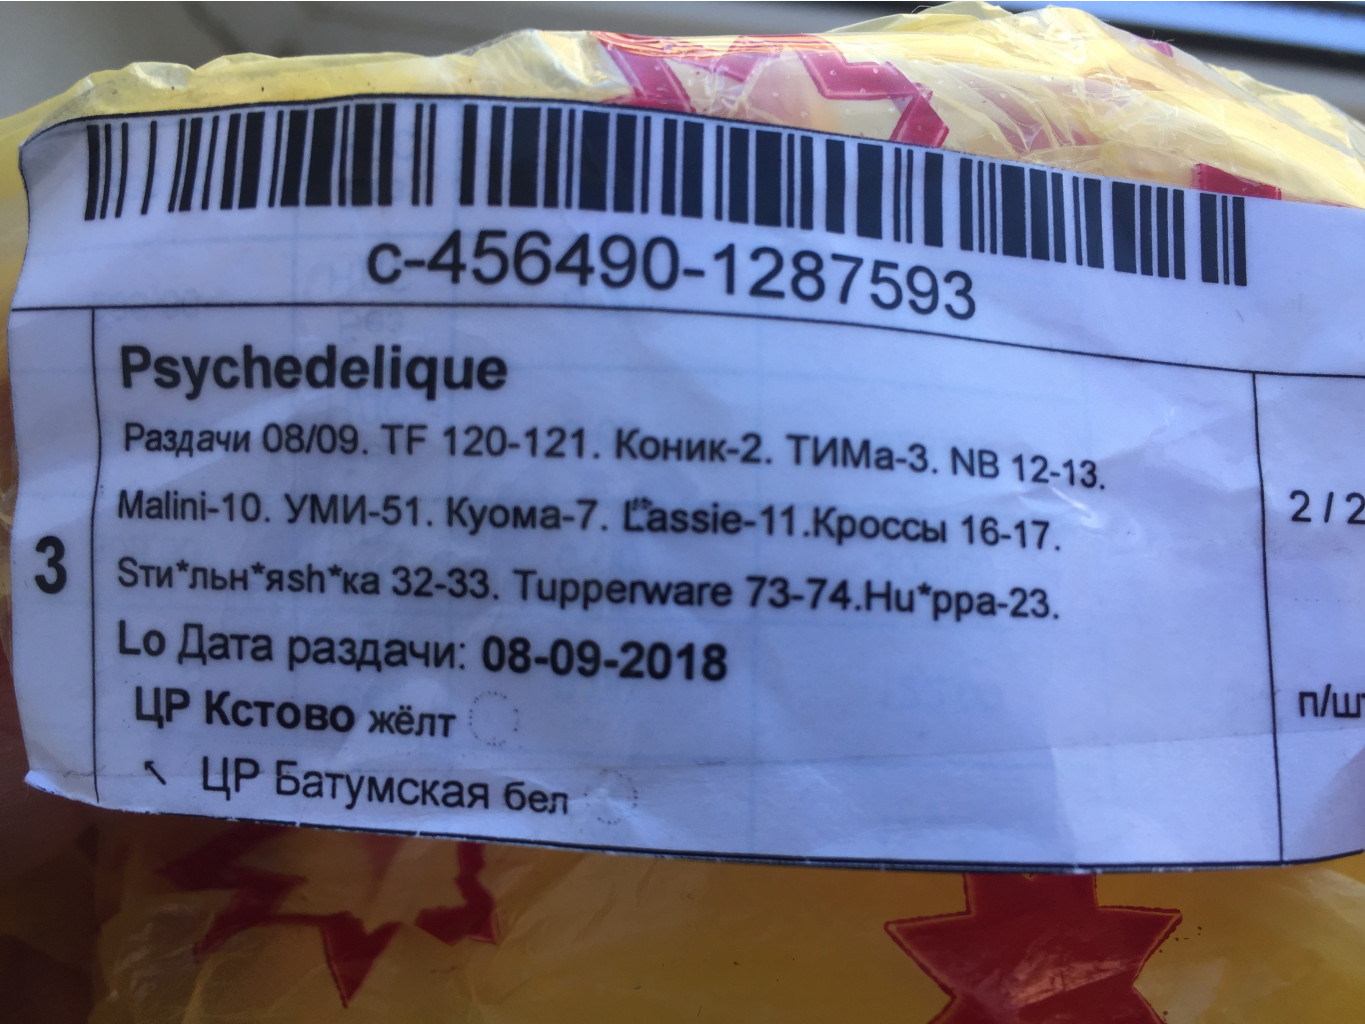 c-456490-1287593
Psychedelique
Раздачи 08/09. TF 120-121. Коник-2. ТИМа-3. NB 12-13.
Malini-10. УМИ-51. Куома-7. Lassie-11.Кроссы 16-17.
3
2 / 2
Sти*льн*яsh*ка 32-33. Tupperware 73-74.Hu*ppa-23.
Lo Дата раздачи: 08-09-2018
ЦР Кстово жёлт
п/шт
↖ ЦР Батумская бел